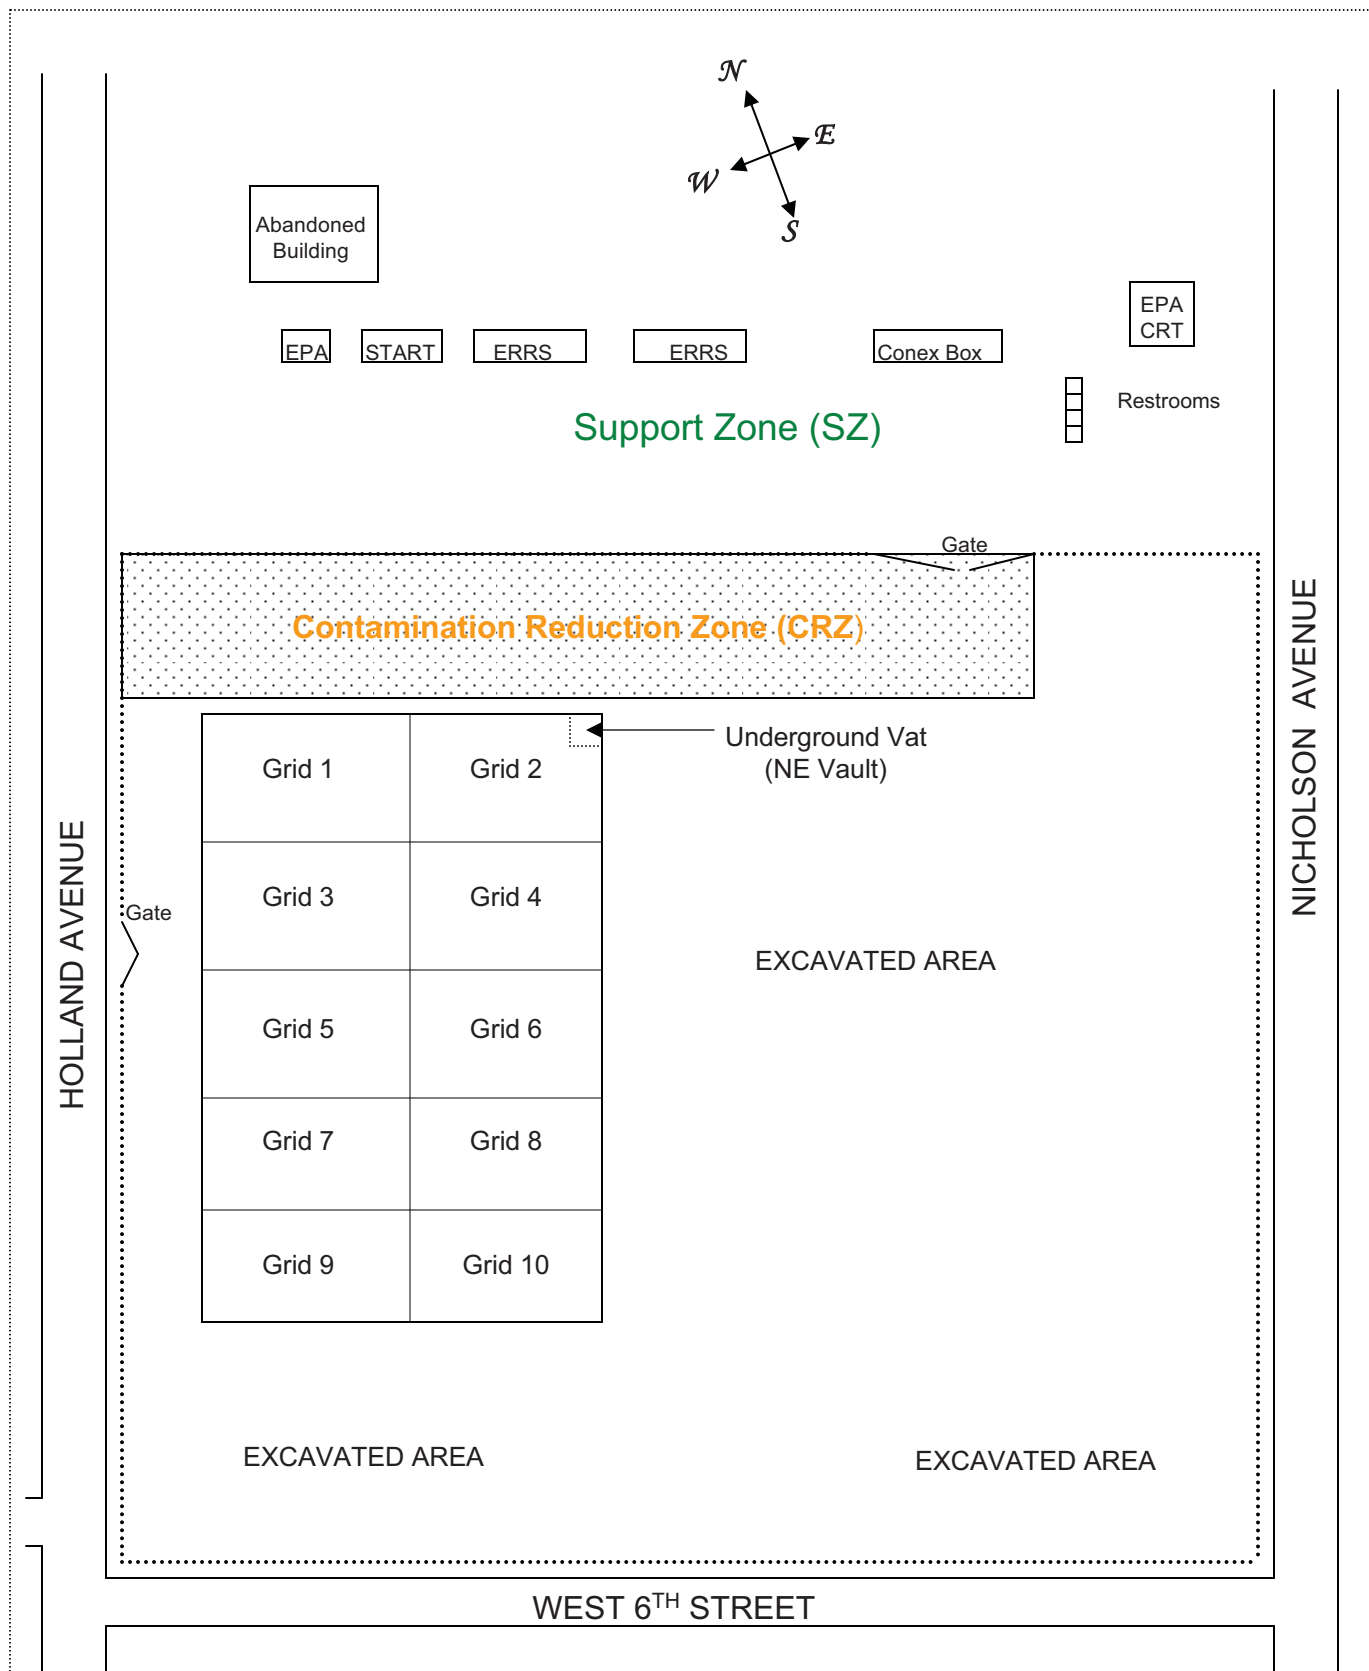 N
E
W
S
Abandoned
Building
EPA
CRT
EPA
START
ERRS
ERRS
Conex Box
Restrooms
Support Zone (SZ)
Gate
Contamination Reduction Zone (CRZ)
Underground Vat
(NE Vault)
Grid 1
Grid 2
Grid 3
Grid 4
Gate
EXCAVATED AREA
HOLLAND AVENUE
NICHOLSON AVENUE
Grid 5
Grid 6
Grid 7
Grid 8
Grid 9
Grid 10
EXCAVATED AREA
EXCAVATED AREA
WEST 6TH STREET